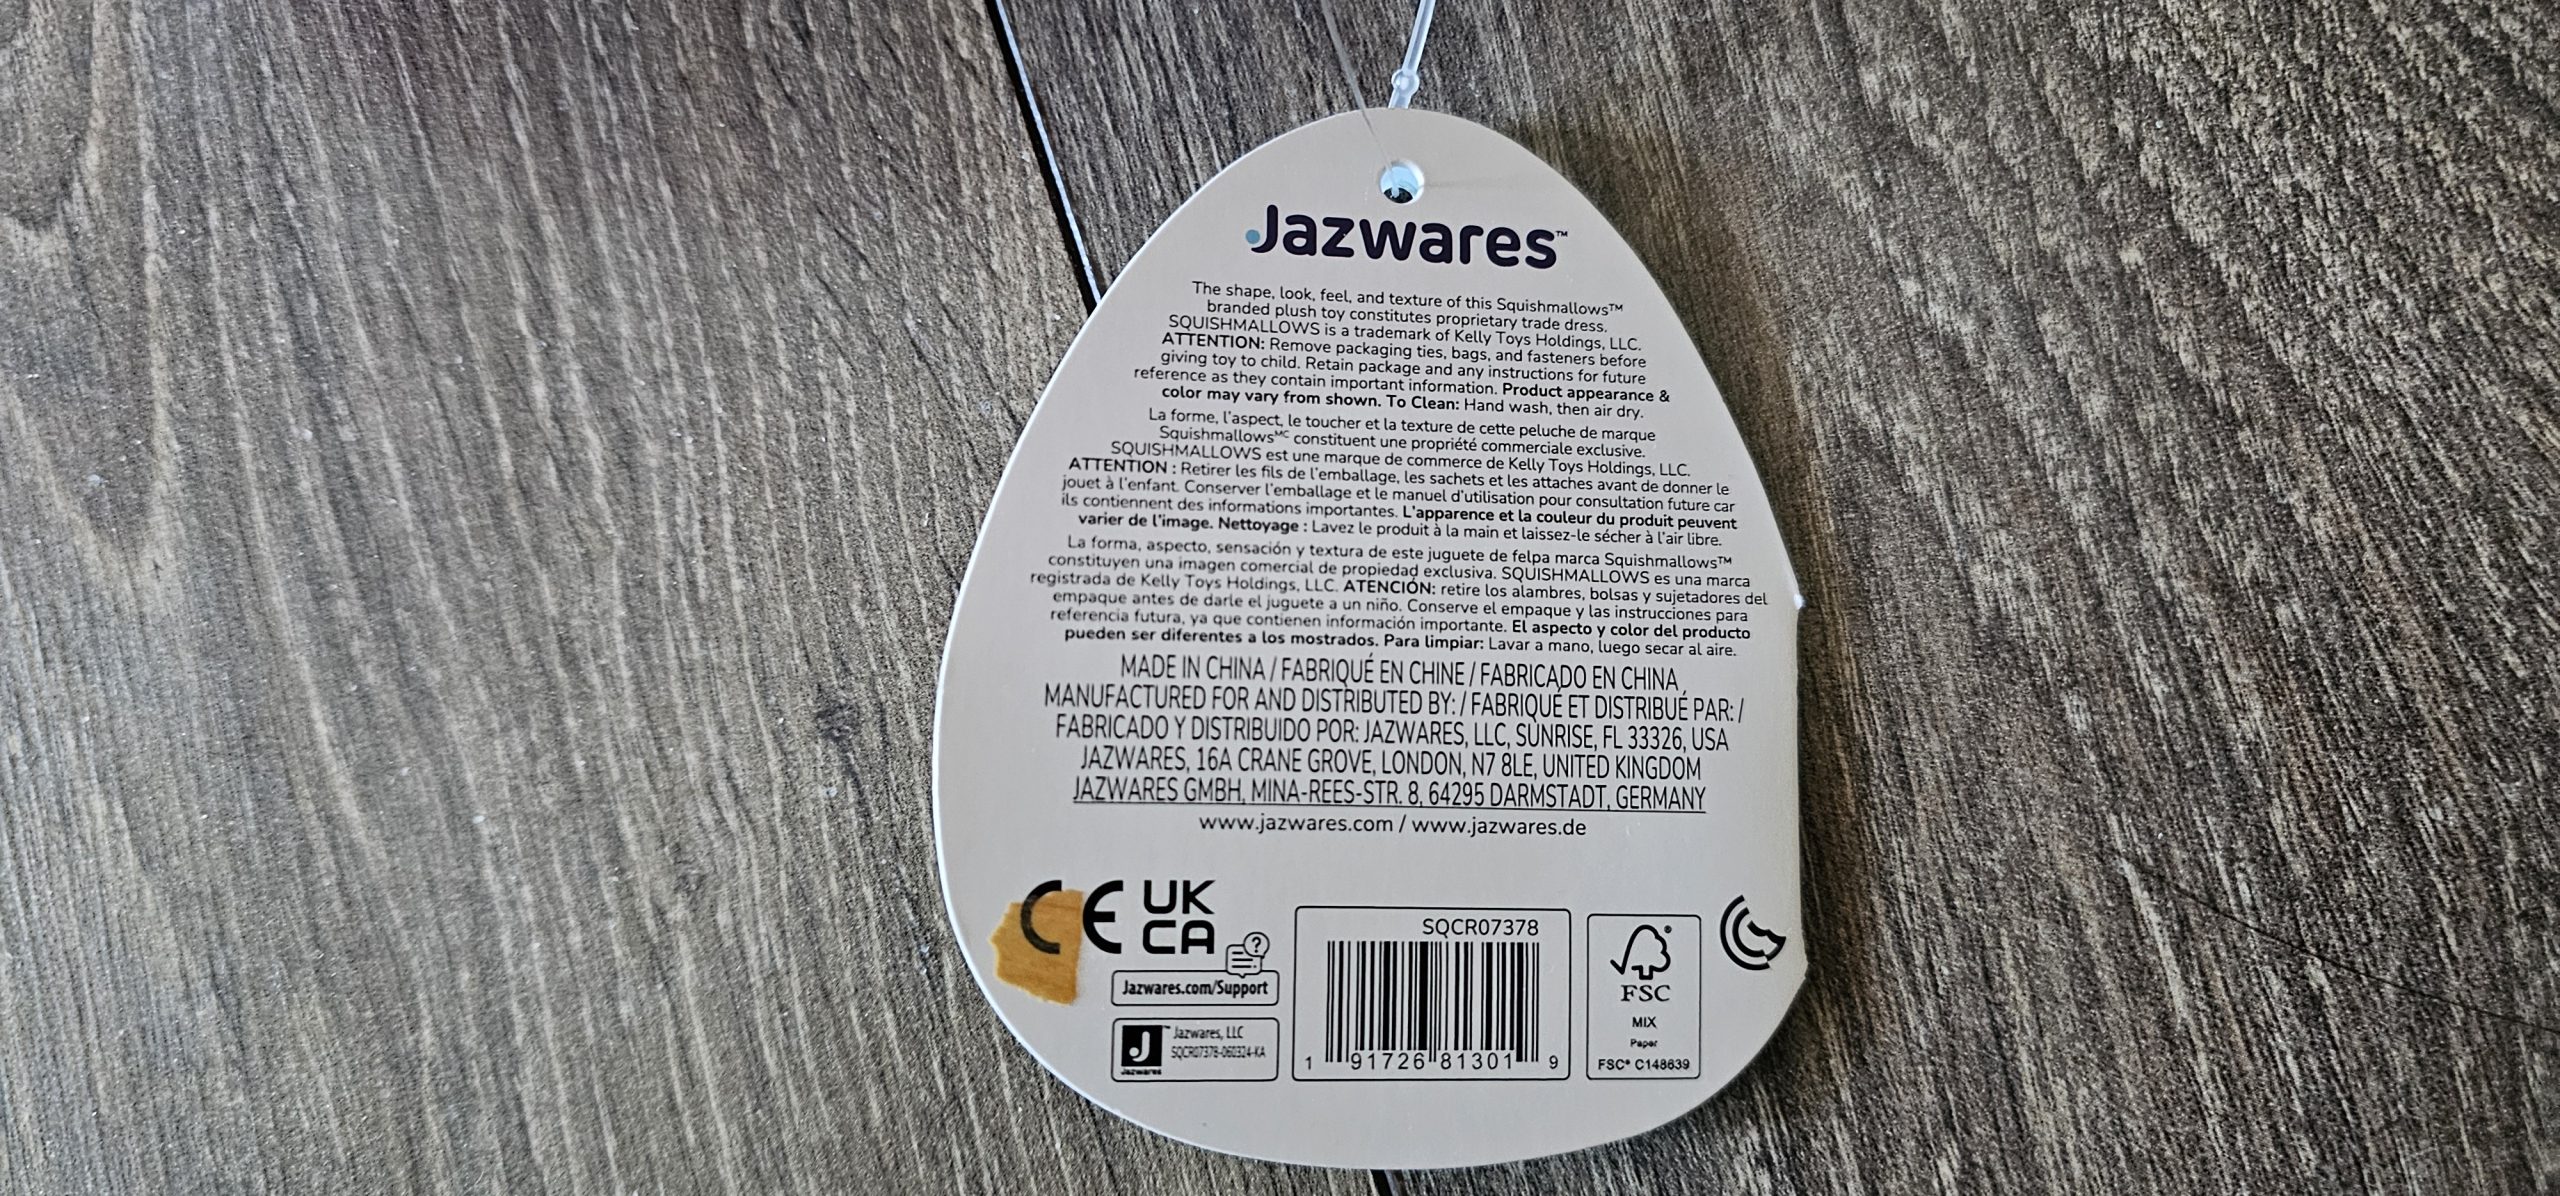 Jazwares™
The shape, look, feel, and texture of this Squishmallows™
branded plush toy constitutes proprietary trade dress.
SQUISHMALLOWS is a trademark of Kelly Toys Holdings, LLC.
ATTENTION: Remove packaging ties, bags, and fasteners before
giving toy to child. Retain package and any instructions for future
reference as they contain important information. Product appearance &
color may vary from shown. To Clean: Hand wash, then air dry.
La forme, l'aspect, le toucher et la texture de cette peluche de marque
Squishmallowsᴹᶜ constituent une propriété commerciale exclusive.
SQUISHMALLOWS est une marque de commerce de Kelly Toys Holdings, LLC.
ATTENTION : Retirer les fils de l'emballage, les sachets et les attaches avant de donner le
jouet à l'enfant. Conserver l'emballage et le manuel d'utilisation pour consultation future car
ils contiennent des informations importantes. L'apparence et la couleur du produit peuvent
varier de l'image. Nettoyage : Lavez le produit à la main et laissez-le sécher à l'air libre.
La forma, aspecto, sensación y textura de este juguete de felpa marca Squishmallows™
constituyen una imagen comercial de propiedad exclusiva. SQUISHMALLOWS es una marca
registrada de Kelly Toys Holdings, LLC. ATENCIÓN: retire los alambres, bolsas y sujetadores del
empaque antes de darle el juguete a un niño. Conserve el empaque y las instrucciones para
referencia futura, ya que contienen información importante. El aspecto y color del producto
pueden ser diferentes a los mostrados. Para limpiar: Lavar a mano, luego secar al aire.
MADE IN CHINA / FABRIQUÉ EN CHINE / FABRICADO EN CHINA
MANUFACTURED FOR AND DISTRIBUTED BY: / FABRIQUÉ ET DISTRIBUÉ PAR: /
FABRICADO Y DISTRIBUIDO POR: JAZWARES, LLC, SUNRISE, FL 33326, USA
JAZWARES, 16A CRANE GROVE, LONDON, N7 8LE, UNITED KINGDOM
JAZWARES GMBH, MINA-REES-STR. 8, 64295 DARMSTADT, GERMANY
www.jazwares.com / www.jazwares.de
CE UK
CA
?
Jazwares.com/Support
J™ Jazwares, LLC
SQCR07378-060324-KA
Jazwares
SQCR07378
1 91726 81301 9
FSC
MIX
Paper
FSC® C148639